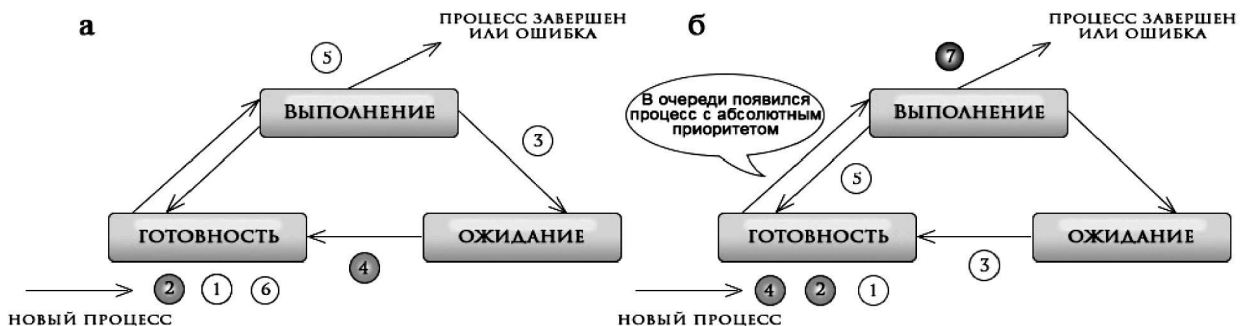 а
ПРОЦЕСС ЗАВЕРШЕН
ИЛИ ОШИБКА
5
ВЫПОЛНЕНИЕ
3
ГОТОВНОСТЬ
ОЖИДАНИЕ
4
2 1 6
НОВЫЙ ПРОЦЕСС
б
ПРОЦЕСС ЗАВЕРШЕН
ИЛИ ОШИБКА
7
В очереди появился
процесс с абсолютным
приоритетом
ВЫПОЛНЕНИЕ
5
ГОТОВНОСТЬ
ОЖИДАНИЕ
3
4 2 1
НОВЫЙ ПРОЦЕСС